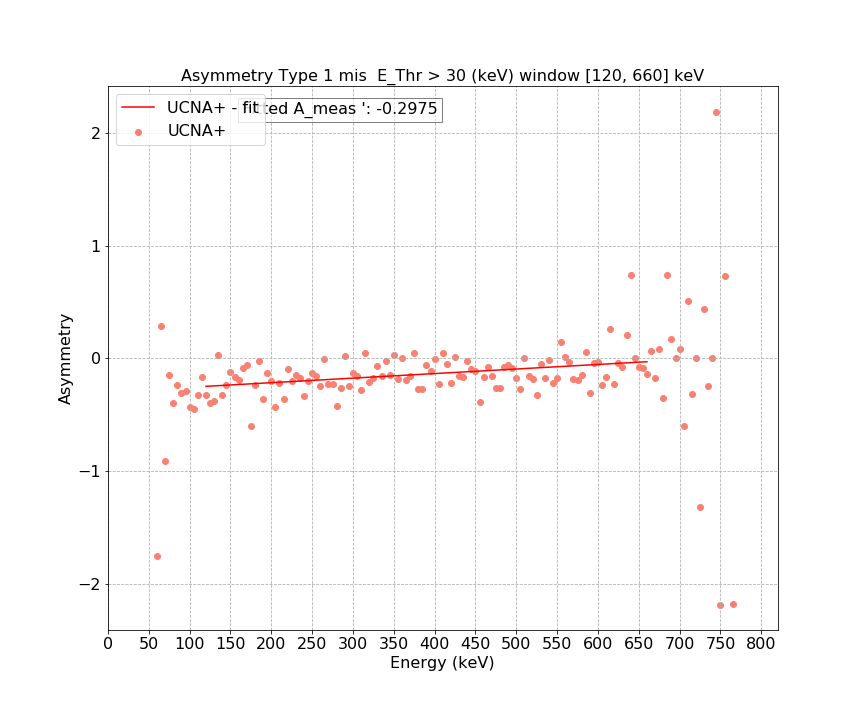 Asymmetry Type 1 mis  E_Thr > 30 (keV) window [120, 660] keV
UCNA+ - fitted A_meas ': -0.2975
UCNA+
Asymmetry
2
1
0
−1
−2
0 50 100 150 200 250 300 350 400 450 500 550 600 650 700 750 800
Energy (keV)